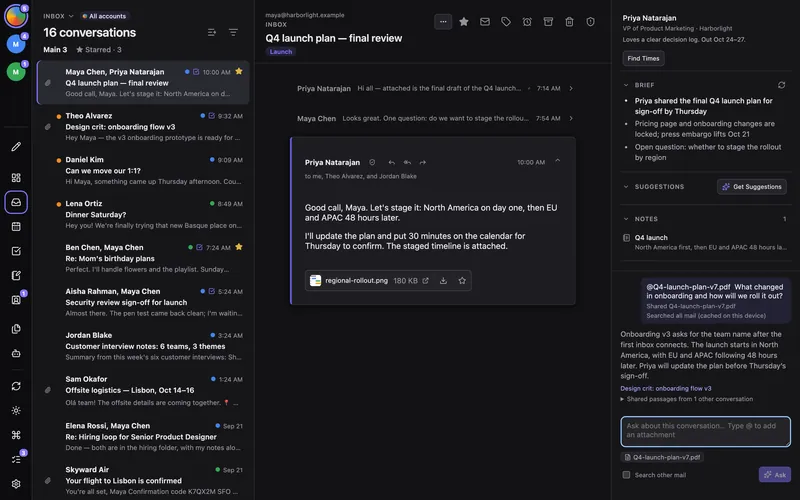 5
4
1
1
3
INBOX
All accounts
16 conversations
Main 3
Starred · 3
Maya Chen, Priya Natarajan
10:00 AM
Q4 launch plan — final review
Good call, Maya. Let's stage it: North America on d…
Theo Alvarez
9:32 AM
Design crit: onboarding flow v3
Hey Maya — the v3 onboarding prototype is ready for …
Daniel Kim
9:09 AM
Can we move our 1:1?
Hi Maya, something came up Thursday afternoon. Cou…
Lena Ortiz
8:49 AM
Dinner Saturday?
Hey you! We're finally trying that new Basque place on…
Ben Chen, Maya Chen
7:24 AM
Re: Mom's birthday plans
Perfect. I'll handle flowers and the playlist. Sunday…
Aisha Rahman, Maya Chen
5:24 AM
Security review sign-off for launch
Almost there. The pen test came back clean; I'm waitin…
Jordan Blake
3:24 AM
Customer interview notes: 6 teams, 3 themes
Summary from this week's six customer interviews: Sh…
Sam Okafor
1:24 AM
Offsite logistics — Lisbon, Oct 14–16
Olá team! The offsite details are coming together. 📍 …
Elena Rossi, Maya Chen
Sep 21
Re: Hiring loop for Senior Product Designer
Done — both are in the hiring folder, with my notes alo…
Skyward Air
Sep 21
Your flight to Lisbon is confirmed
You're all set, Maya Confirmation code K7QX2M SFO …
maya@harborlight.example
INBOX
Q4 launch plan — final review
Launch
Priya Natarajan
Hi all — attached is the final draft of the Q4 launch…
7:14 AM
Maya Chen
Looks great. One question: do we want to stage the rollou…
7:54 AM
Priya Natarajan
10:00 AM
to me, Theo Alvarez, and Jordan Blake
Good call, Maya. Let's stage it: North America on day one, then EU
and APAC 48 hours later.
I'll update the plan and put 30 minutes on the calendar for
Thursday to confirm. The staged timeline is attached.
regional-rollout.png
180 KB
Priya Natarajan
VP of Product Marketing · Harborlight
Loves a clear decision log. Out Oct 24–27.
Find Times
BRIEF
• Priya shared the final Q4 launch plan for
sign-off by Thursday
• Pricing page and onboarding changes are
locked; press embargo lifts Oct 21
• Open question: whether to stage the rollout
by region
SUGGESTIONS
Get Suggestions
NOTES
1
Q4 launch
North America first, then EU and APAC 48 hours la…
@Q4-launch-plan-v7.pdf What changed
in onboarding and how will we roll it out?
Shared Q4-launch-plan-v7.pdf
Searched all mail (cached on this device)
Onboarding v3 asks for the team name after the
first inbox connects. The launch starts in North
America, with EU and APAC following 48 hours
later. Priya will update the plan before Thursday's
sign-off.
Design crit: onboarding flow v3
Shared passages from 1 other conversation
Ask about this conversation… Type @ to add
an attachment
Q4-launch-plan-v7.pdf
Search other mail
Ask